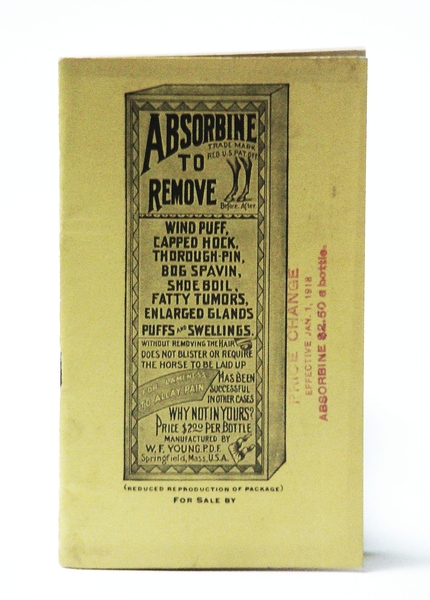 ABSORBINE
TRADE MARK
REG U.S PAT OFF
TO
REMOVE
Before. After
WIND PUFF,
CAPPED HOCK,
THOROUGH-PIN,
BOG SPAVIN,
SHOE BOIL,
FATTY TUMORS,
ENLARGED GLANDS
PUFFS AND SWELLINGS.
WITHOUT REMOVING THE HAIR
DOES NOT BLISTER OR REQUIRE
THE HORSE TO BE LAID UP
FOR LAMENESS
TO ALLAY PAIN
HAS BEEN
SUCCESSFUL
IN OTHER CASES
WHY NOT IN YOURS?
PRICE $2.00 PER BOTTLE
MANUFACTURED BY
W. F. YOUNG, P.D.F.
Springfield, Mass, U.S.A.
(REDUCED REPRODUCTION OF PACKAGE)
FOR SALE BY
PRICE CHANGE
EFFECTIVE JAN. 1, 1918
ABSORBINE $2.50 a bottle.